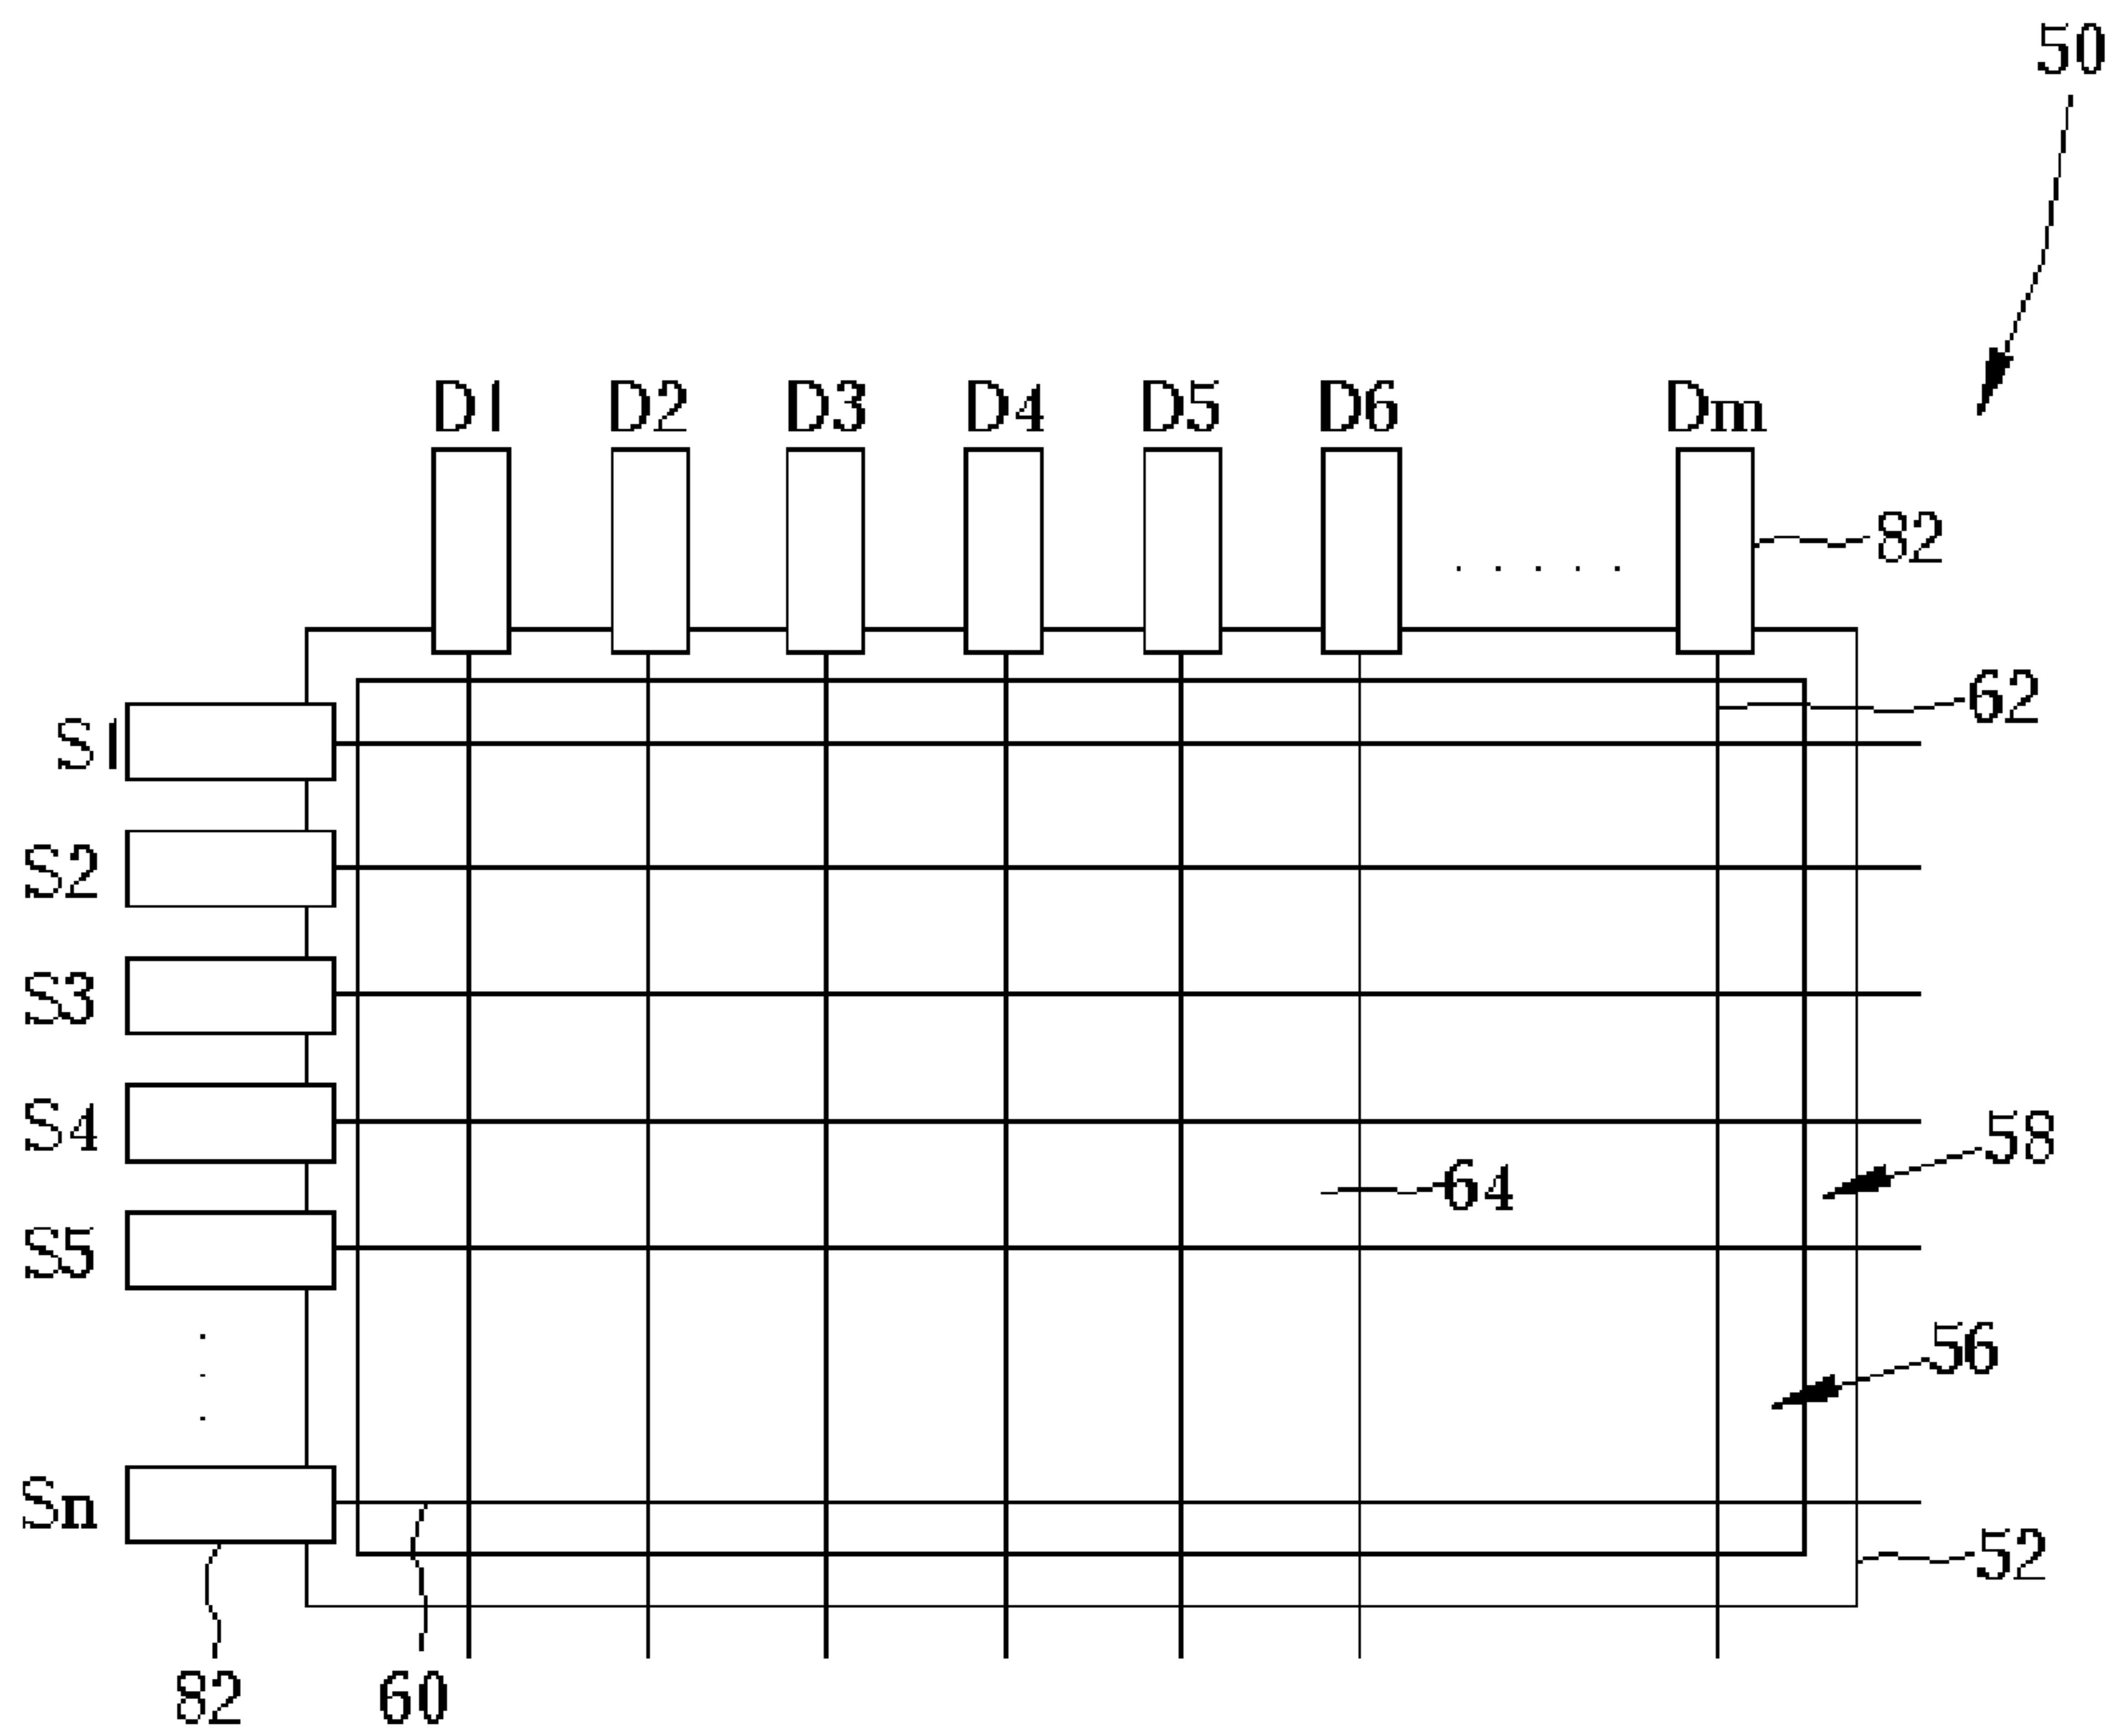 50
D1 D2 D3 D4 D5 D6 ..... Dm
82
62
S1
S2
S3
S4
58
64
S5
56
...
Sn
52
82 60